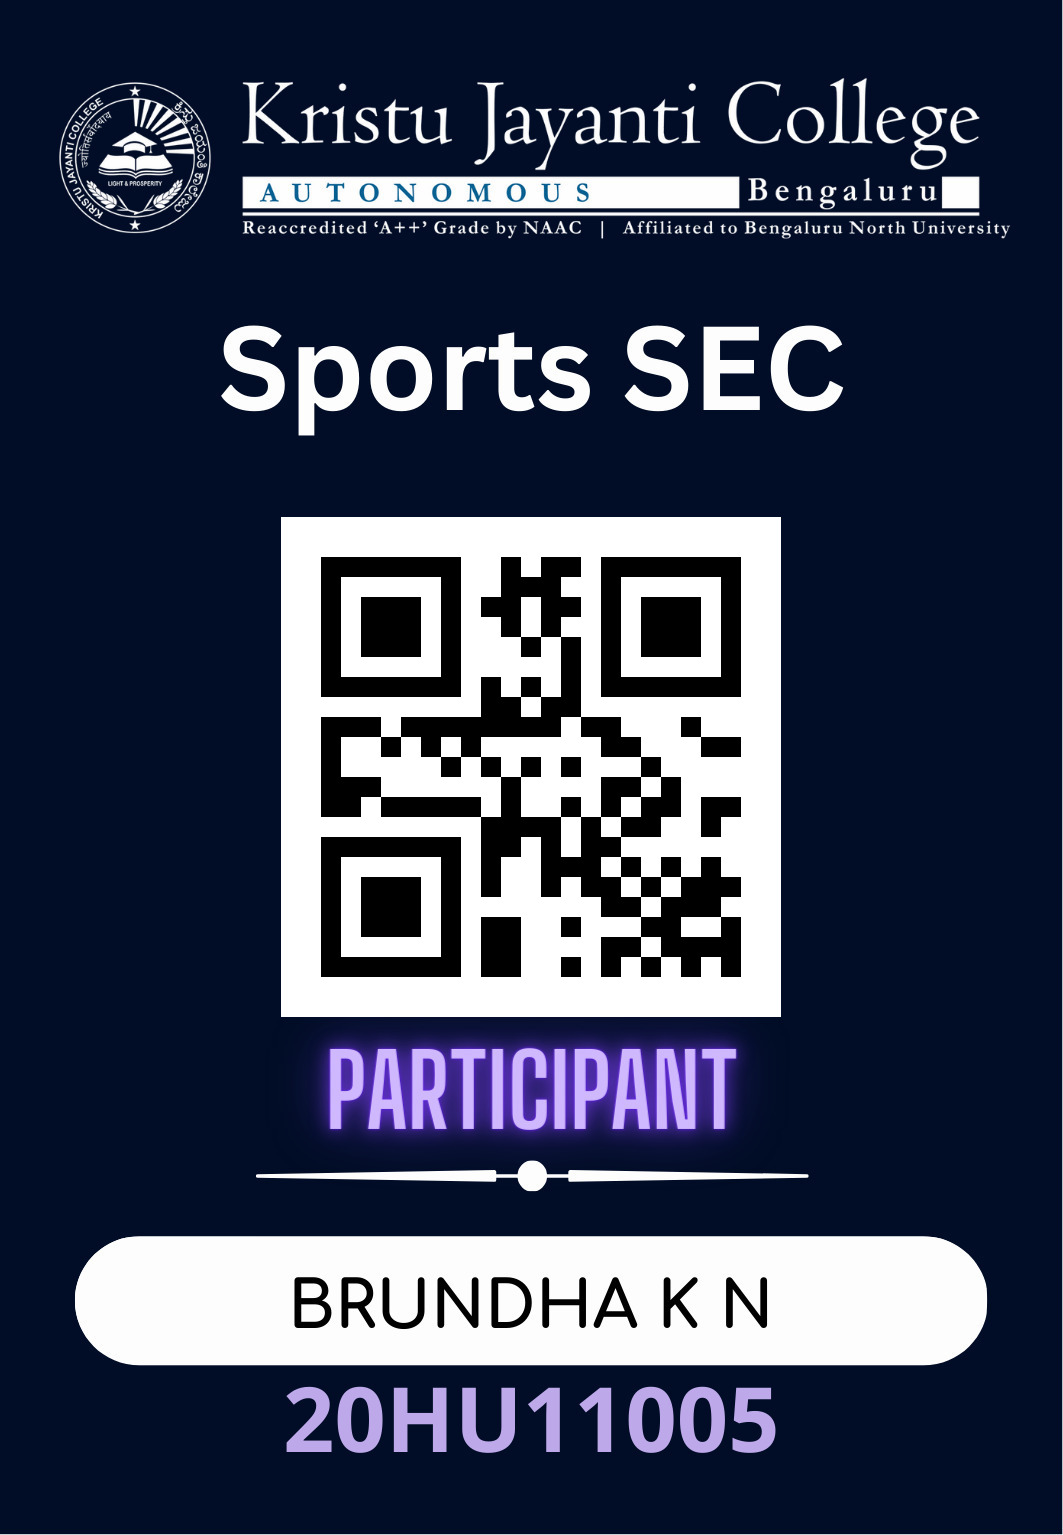 KRISTU JAYANTI COLLEGE
LIGHT & PROSPERITY
Kristu Jayanti College
AUTONOMOUS Bengaluru
Reaccredited ‘A++’ Grade by NAAC | Affiliated to Bengaluru North University
Sports SEC
PARTICIPANT
BRUNDHA K N
20HU11005